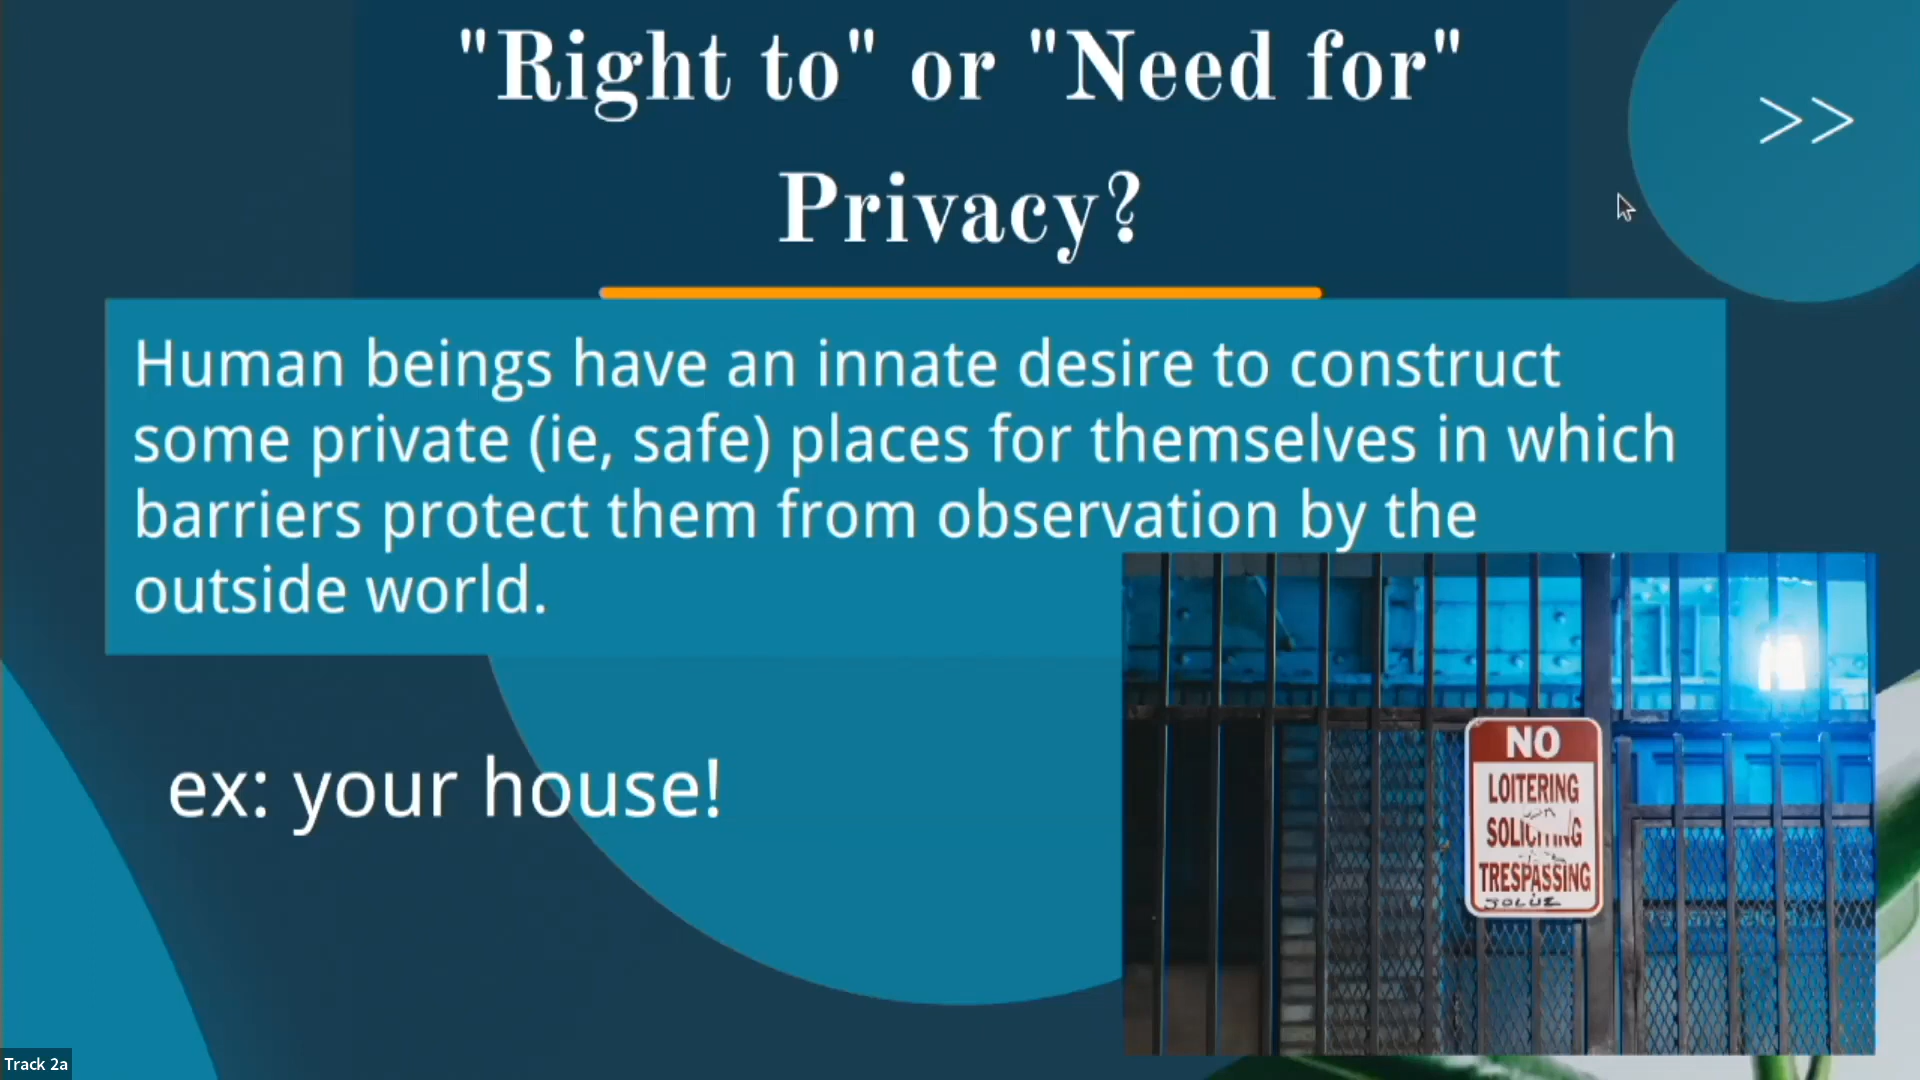 "Right to" or "Need for"
Privacy?
>>
Human beings have an innate desire to construct
some private (ie, safe) places for themselves in which
barriers protect them from observation by the
outside world.
ex: your house!
NO
LOITERING
SOLICITING
TRESPASSING
Track 2a